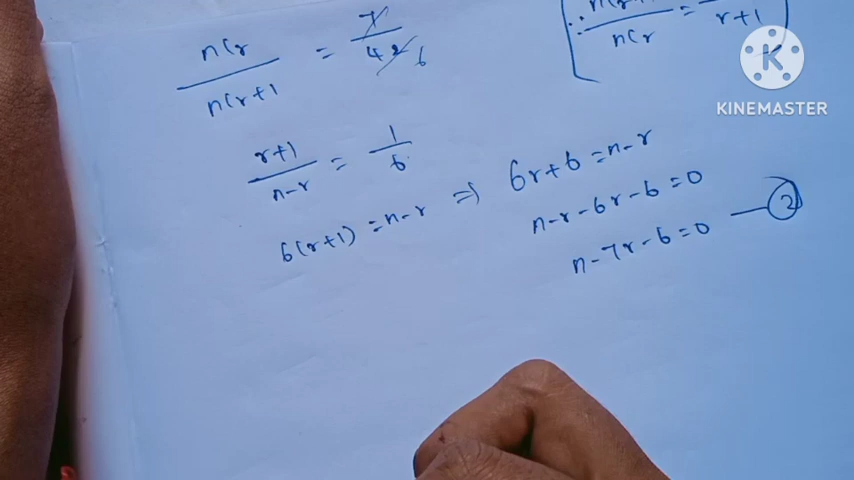 nCr / nCr+1 = 7 / 42 6
nCr / r+1
r+1 / n-r = 1 / 6
6(r+1) = n-r ⇒ 6r+6 = n-r
n-r-6r-6=0
n-7r-6=0 — 2
KINEMASTER